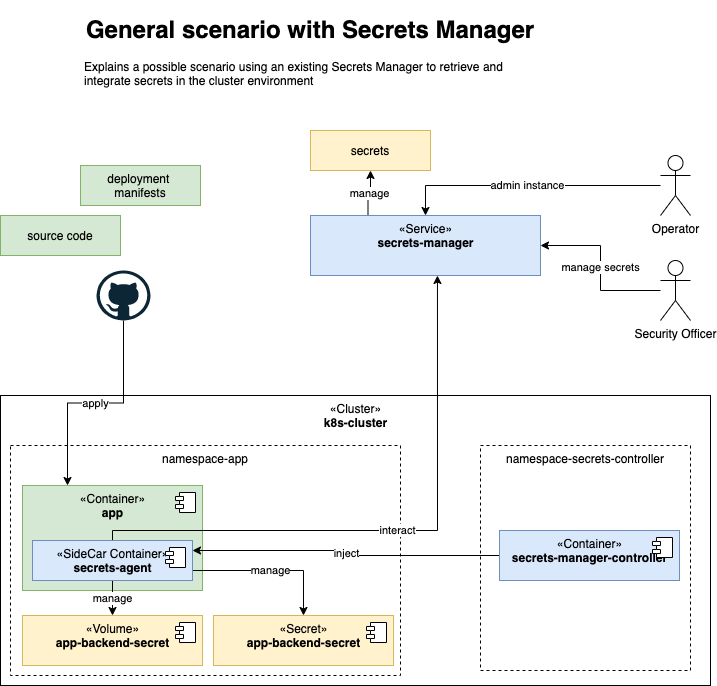 General scenario with Secrets Manager
Explains a possible scenario using an existing Secrets Manager to retrieve and
integrate secrets in the cluster environment
secrets
deployment
manifests
source code
manage
admin instance
Operator
«Service»
secrets-manager
manage secrets
Security Officer
apply
«Cluster»
k8s-cluster
namespace-app
namespace-secrets-controller
«Container»
app
interact
«SideCar Container»
secrets-agent
inject
«Container»
secrets-manager-controller
manage
manage
«Volume»
app-backend-secret
«Secret»
app-backend-secret